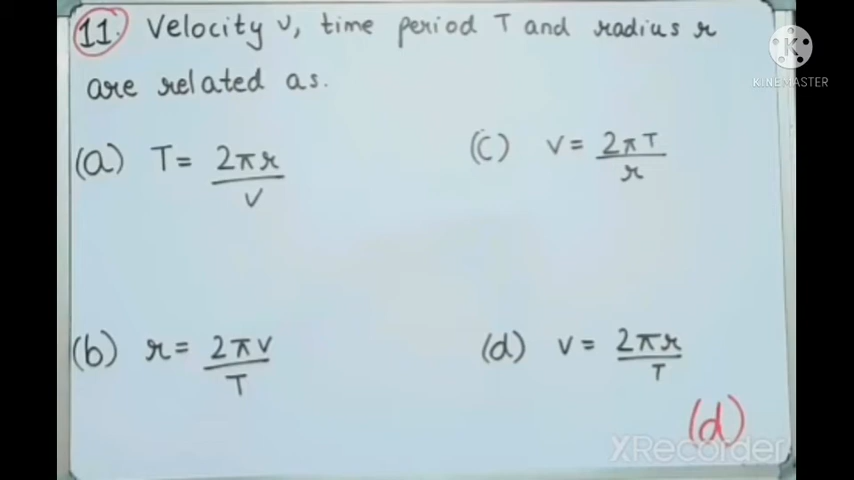 11. Velocity v, time period T and radius r
are related as.
(a) T = 2πr / v
(c) v = 2πT / r
(b) r = 2πv / T
(d) v = 2πr / T
(d)
KINEMASTER
XRecorder